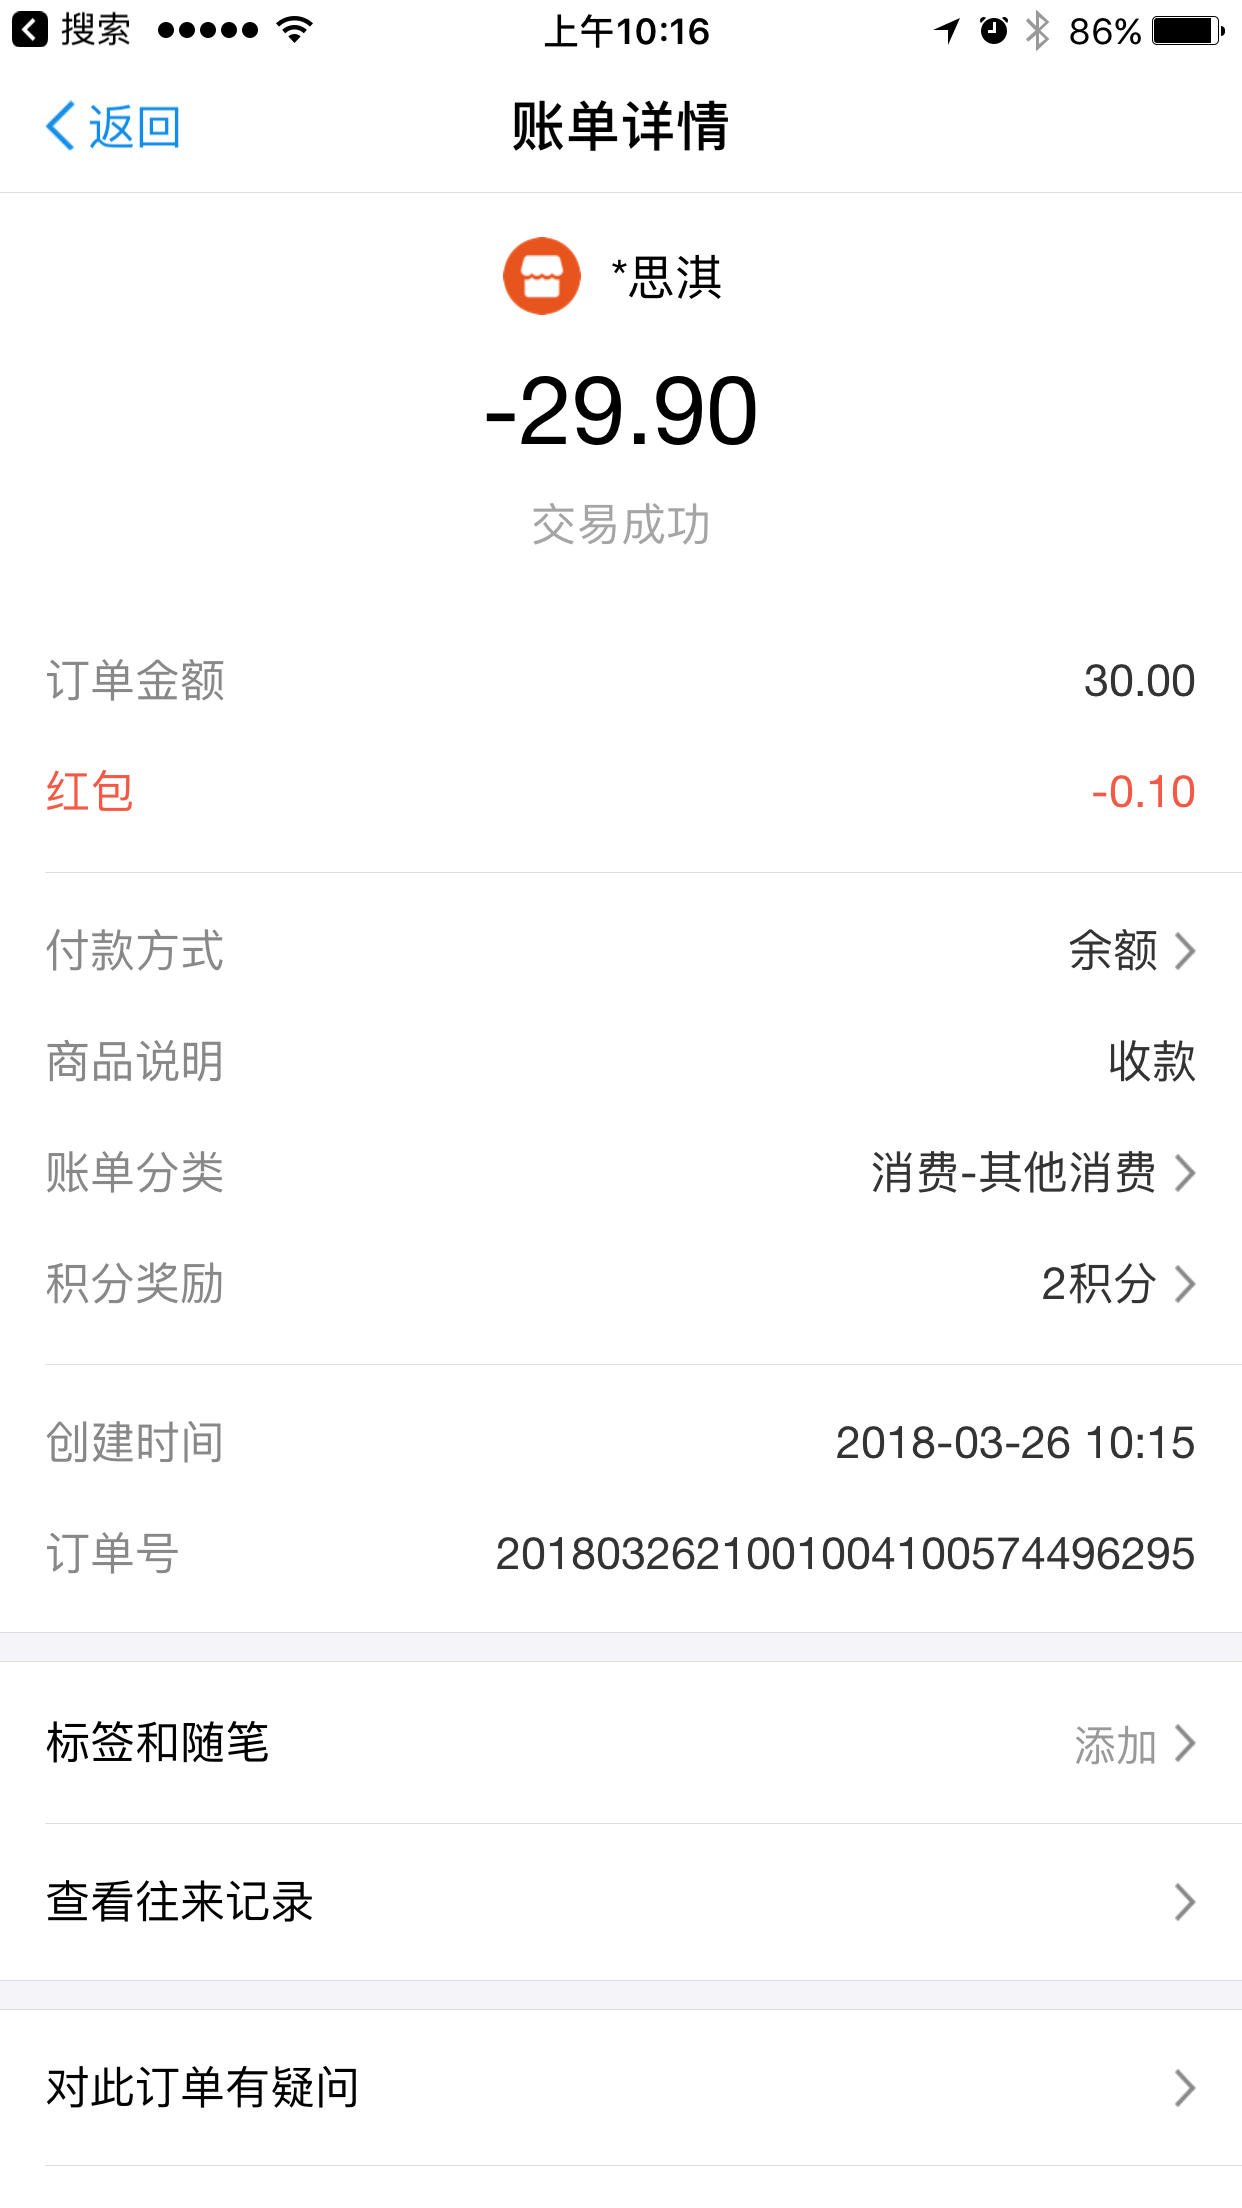 搜索 上午10:16 86%
返回 账单详情
*思淇
-29.90
交易成功
订单金额 30.00
红包 -0.10
付款方式 余额
商品说明 收款
账单分类 消费-其他消费
积分奖励 2积分
创建时间 2018-03-26 10:15
订单号 2018032621001004100574496295
标签和随笔 添加
查看往来记录
对此订单有疑问